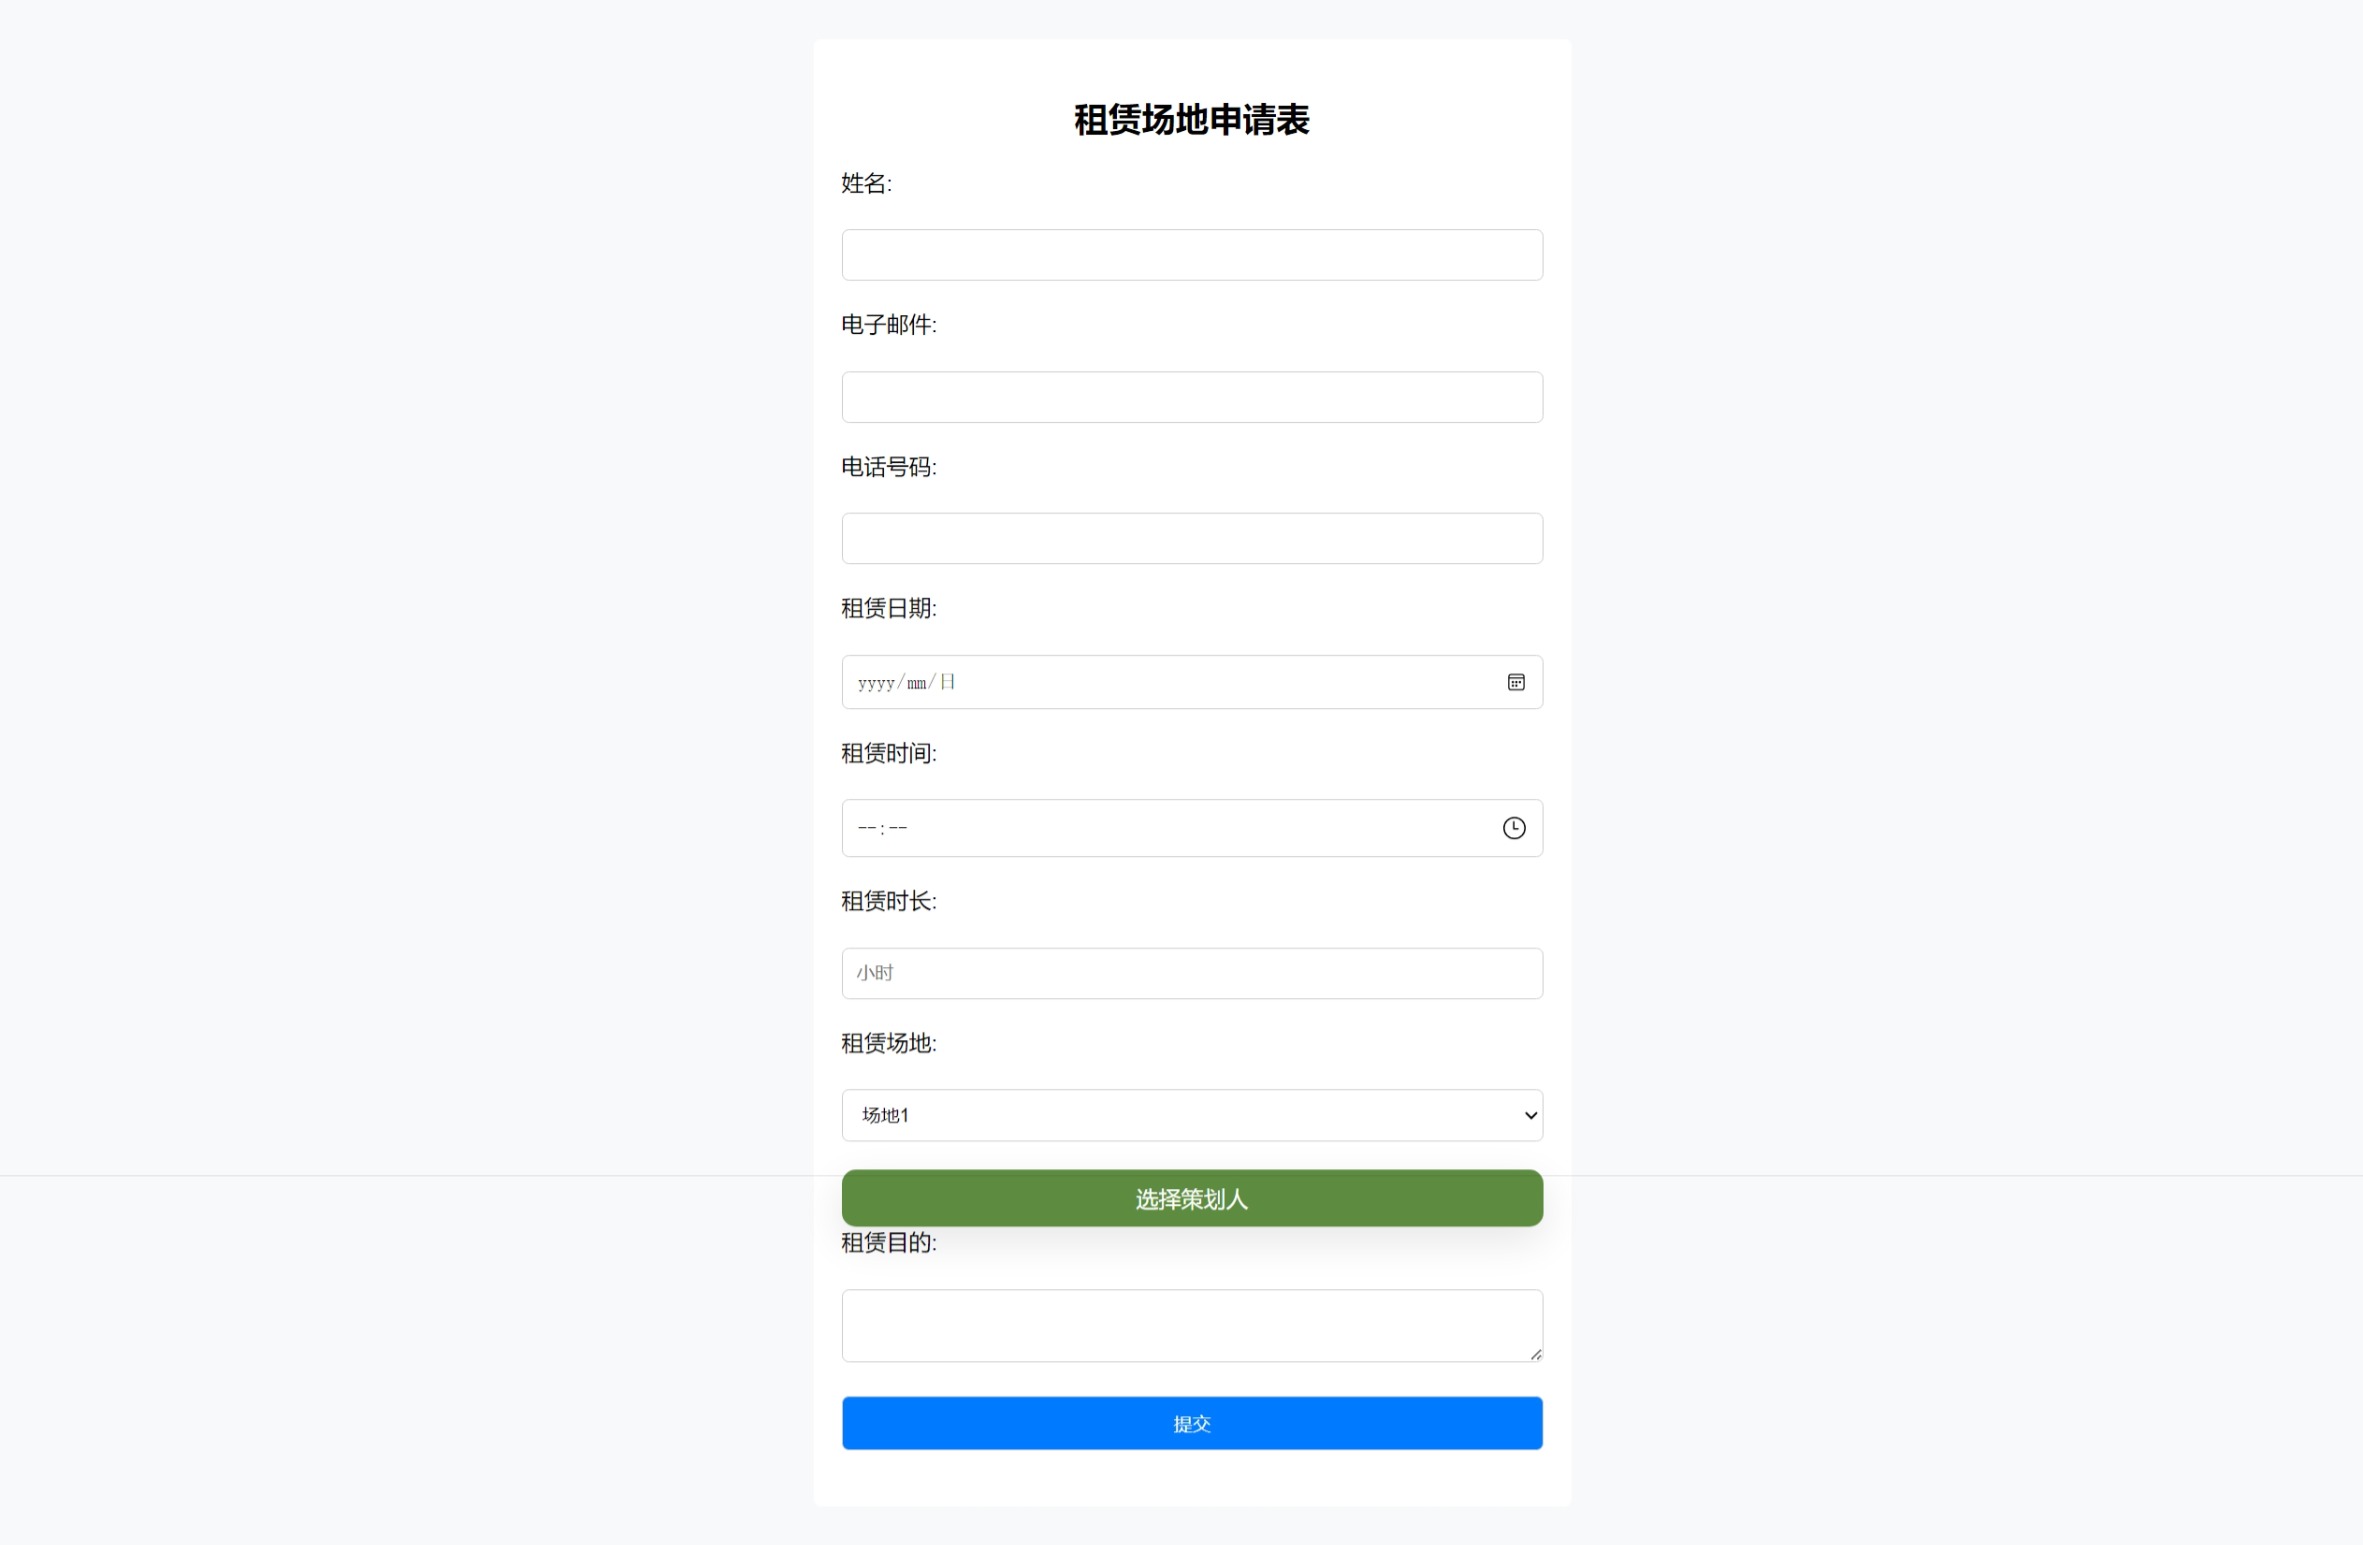 租赁场地申请表
姓名:
电子邮件:
电话号码:
租赁日期:
yyyy/mm/日
租赁时间:
--:--
租赁时长:
小时
租赁场地:
场地1
选择策划人
租赁目的:
提交